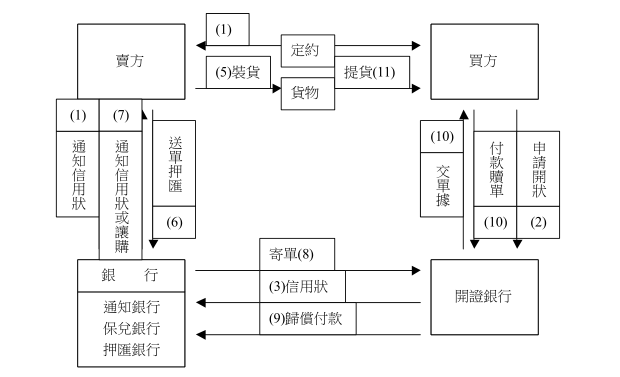 (1)
賣方
定約
買方
(5)裝貨
提貨(11)
貨物
(1)
通知信用狀
(7)
通知信用狀或讓購
送單押匯
(6)
(10)
交單據
付款贖單
(10)
申請開狀
(2)
寄單(8)
銀 行
(3)信用狀
開證銀行
通知銀行
(9)歸償付款
保兌銀行
押匯銀行